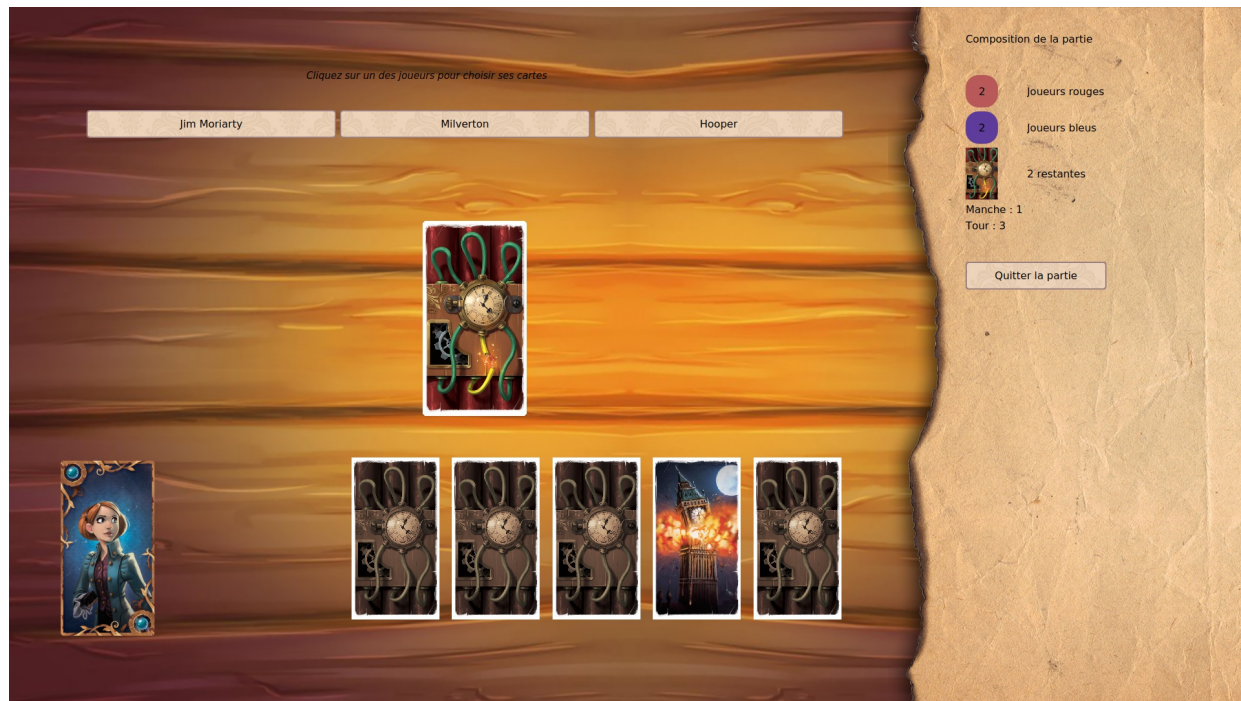 Cliquez sur un des joueurs pour choisir ses cartes
Jim Moriarty
Milverton
Hooper
Composition de la partie
2 Joueurs rouges
2 Joueurs bleus
2 restantes
Manche : 1
Tour : 3
Quitter la partie